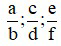 a/b; c/d; e/f